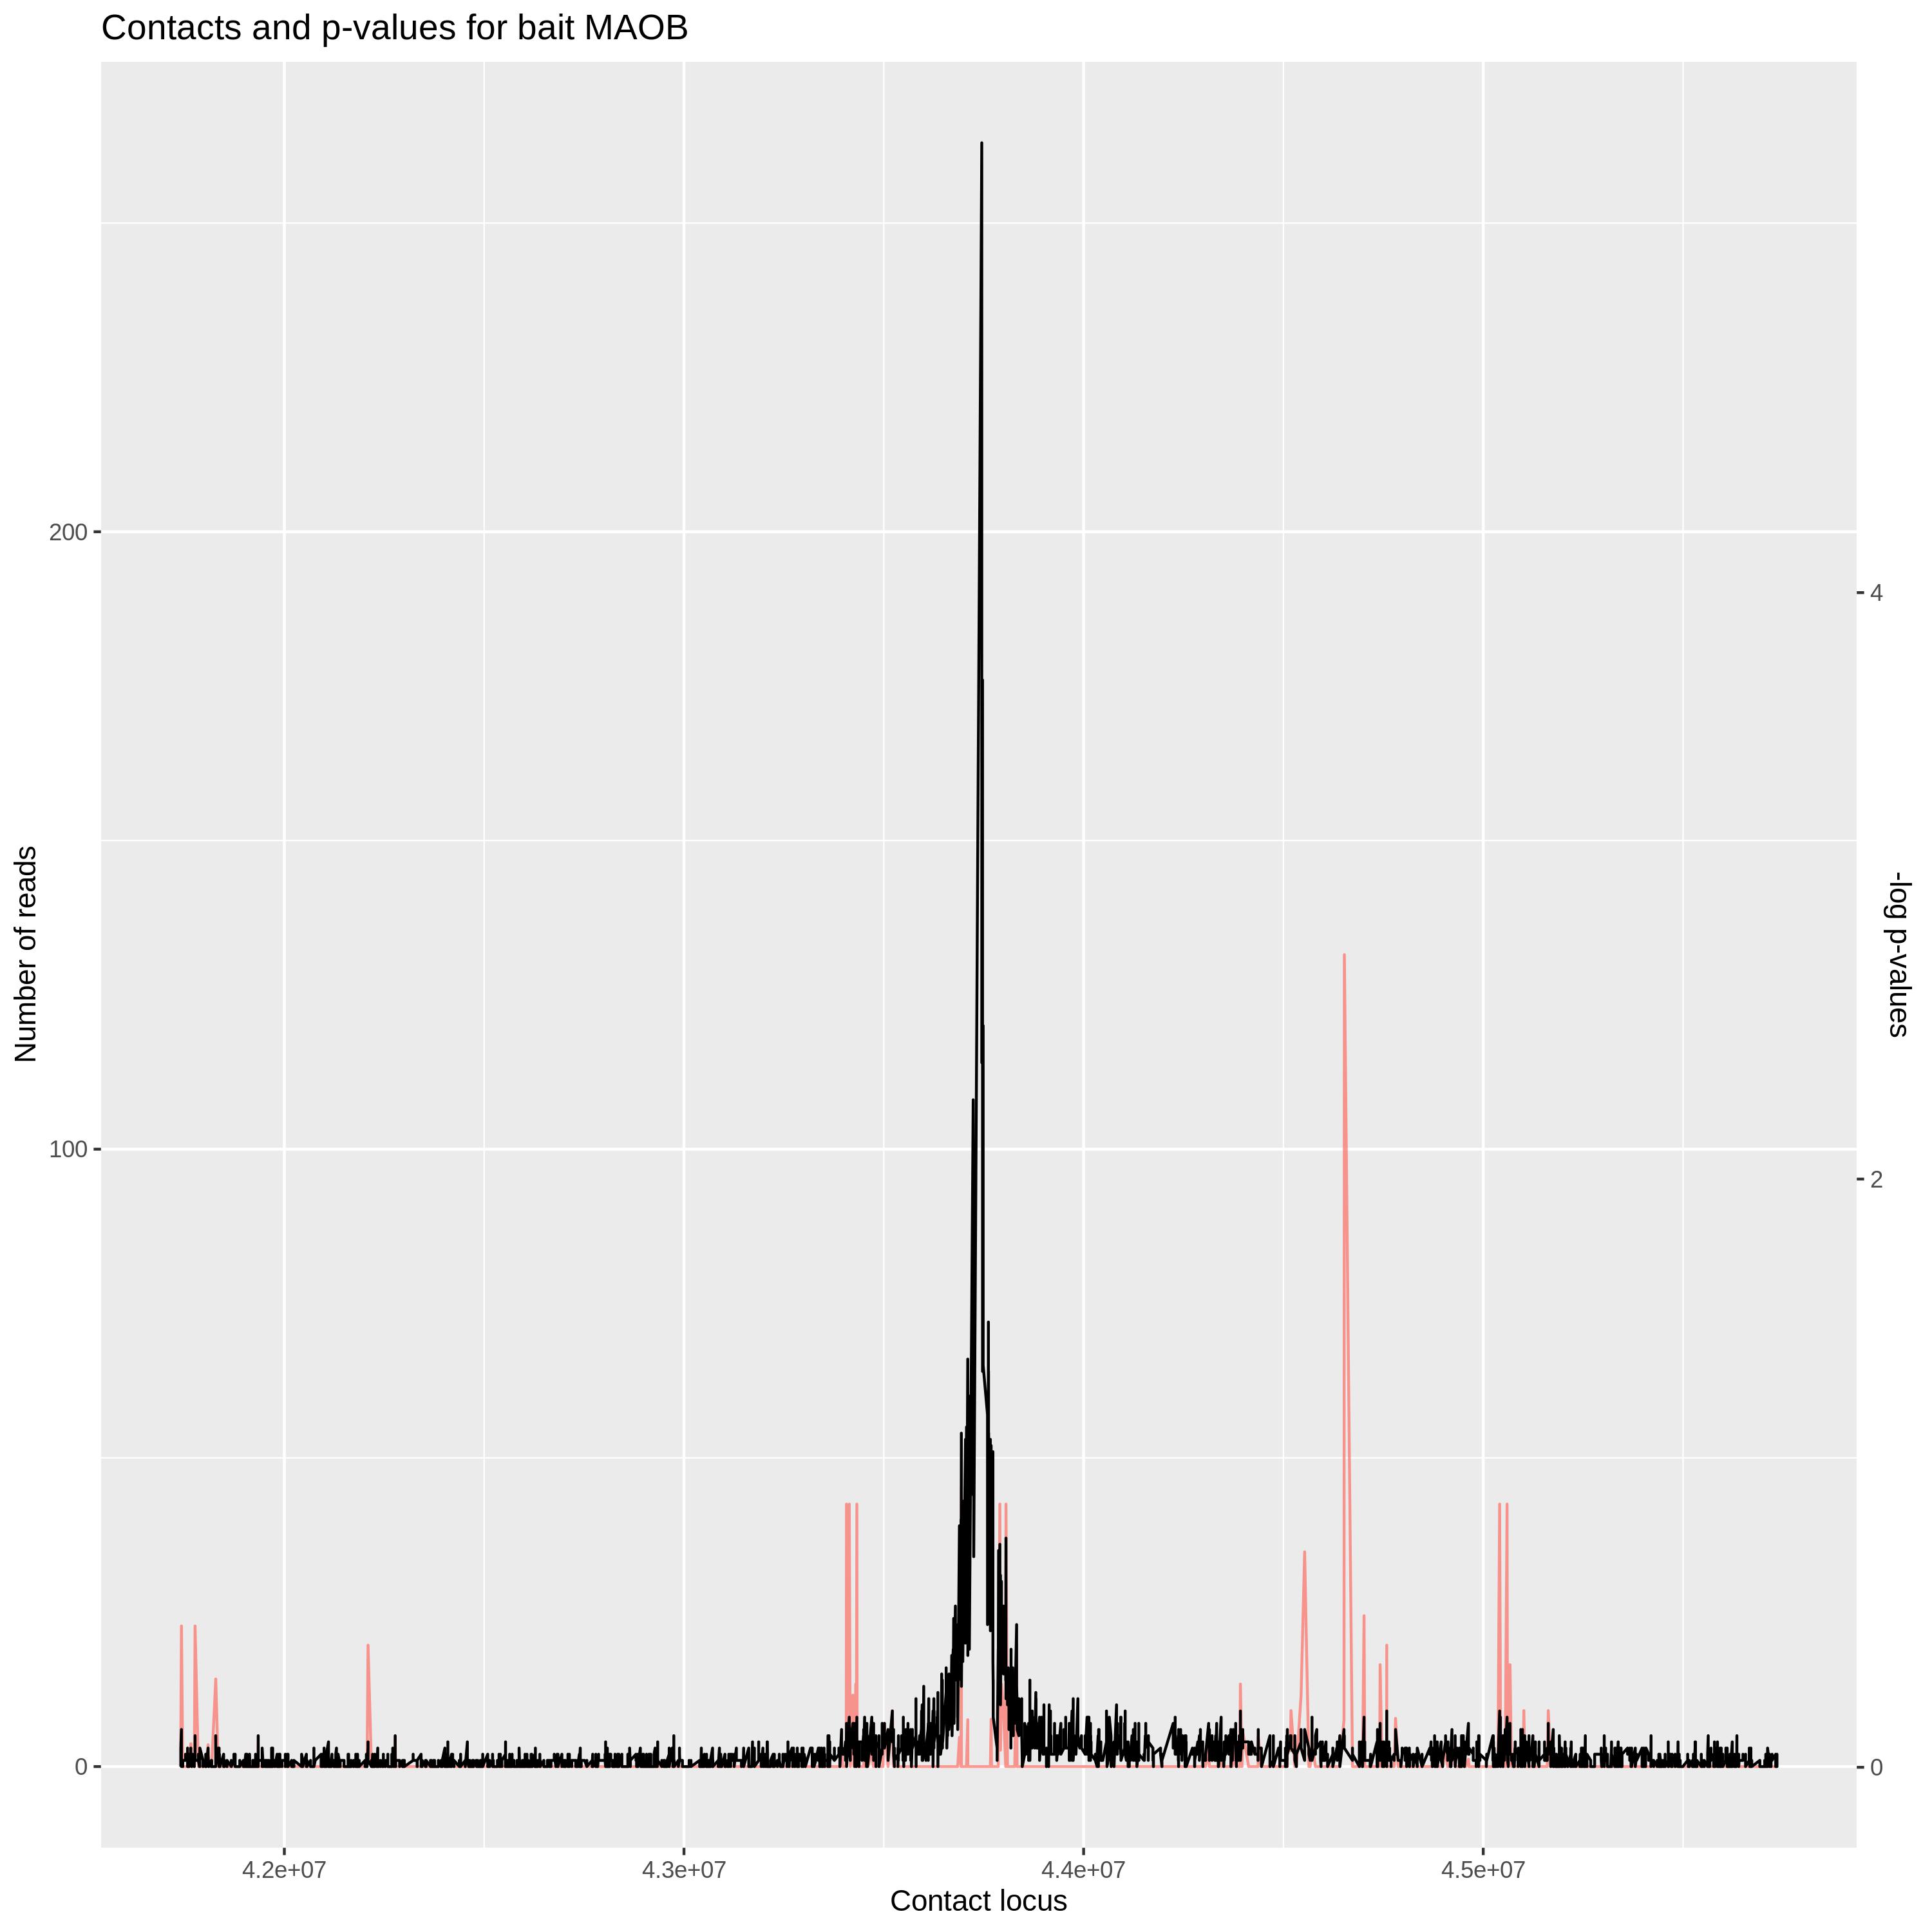 Contacts and p-values for bait MAOB
Number of reads
200
100
0
4
2
0
-log p-values
4.2e+07
4.3e+07
4.4e+07
4.5e+07
Contact locus